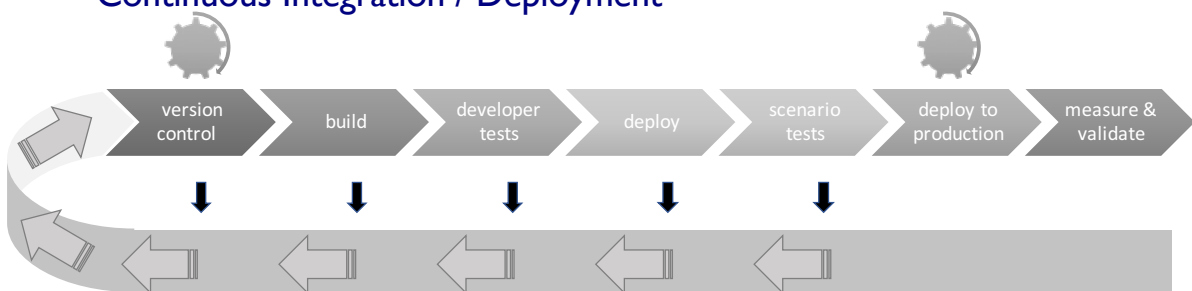 Continuous Integration / Deployment
version
control
build
developer
tests
deploy
scenario
tests
deploy to
production
measure &
validate